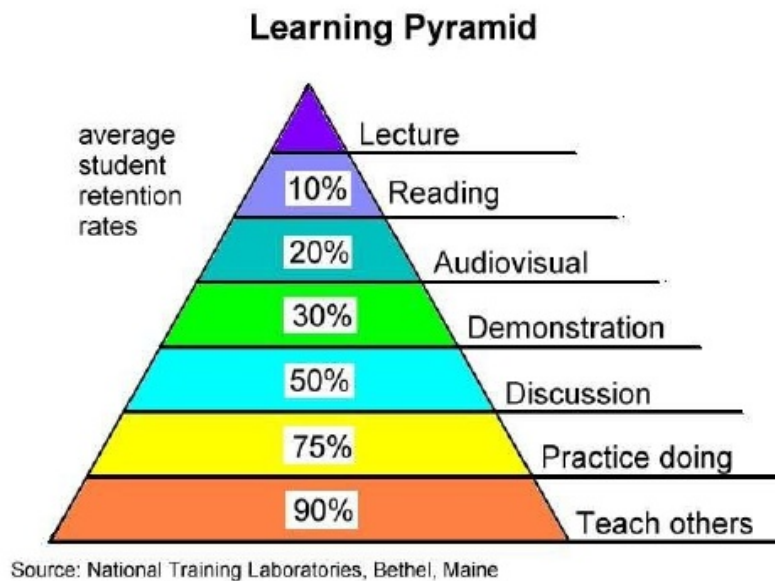 Learning Pyramid
average
student
retention
rates
Lecture
10%
Reading
20%
Audiovisual
30%
Demonstration
50%
Discussion
75%
Practice doing
90%
Teach others
Source: National Training Laboratories, Bethel, Maine